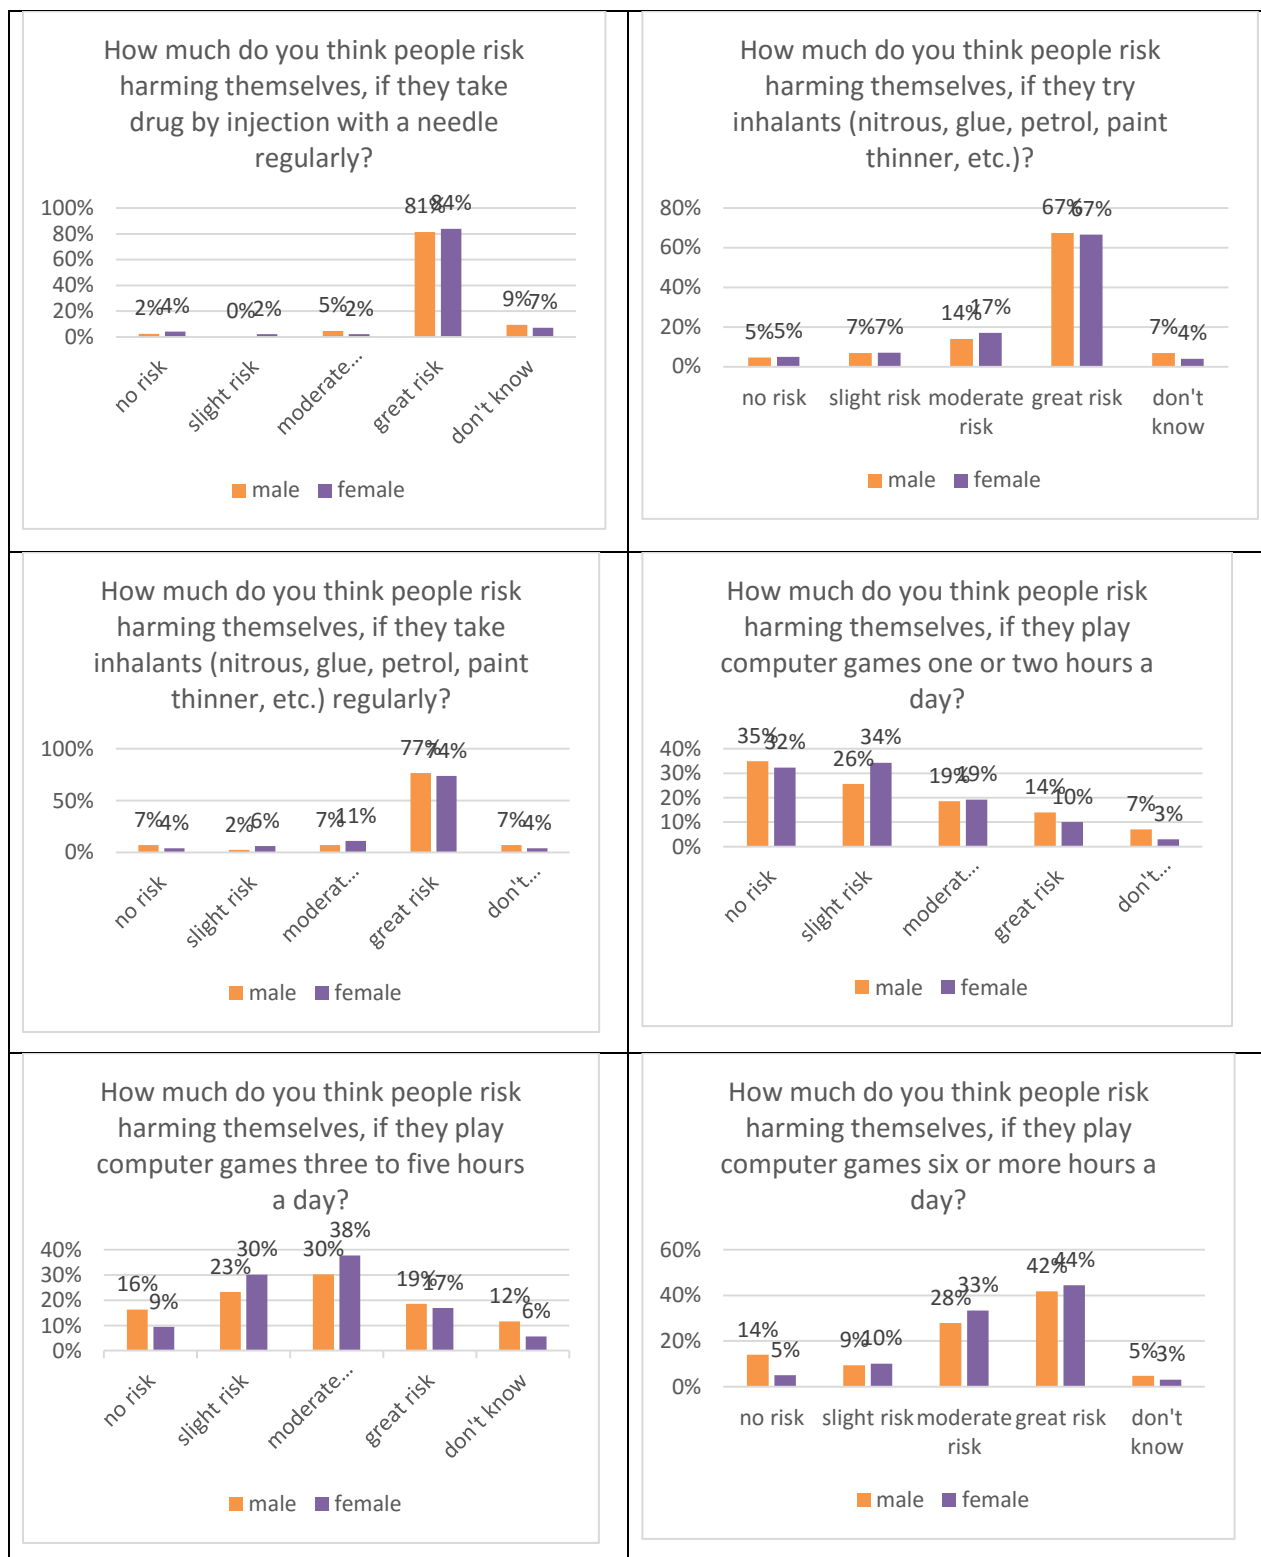 How much do you think people risk
harming themselves, if they take
drug by injection with a needle
regularly?
100%
80%
60%
40%
20%
0%
2% 4% 0% 2% 5% 2% 81% 84% 9% 7%
no risk slight risk moderate... great risk don't know
male female
How much do you think people risk
harming themselves, if they try
inhalants (nitrous, glue, petrol, paint
thinner, etc.)?
80%
60%
40%
20%
0%
5% 5% 7% 7% 14% 17% 67% 67% 7% 4%
no risk slight risk moderate great risk don't
risk know
male female
How much do you think people risk
harming themselves, if they take
inhalants (nitrous, glue, petrol, paint
thinner, etc.) regularly?
100%
50%
0%
7% 4% 2% 6% 7% 11% 77% 74% 7% 4%
no risk slight risk moderat... great risk don't...
male female
How much do you think people risk
harming themselves, if they play
computer games one or two hours a
day?
40%
30%
20%
10%
0%
35% 32% 26% 34% 19% 19% 14% 10% 7% 3%
no risk slight risk moderat... great risk don't...
male female
How much do you think people risk
harming themselves, if they play
computer games three to five hours
a day?
40%
30%
20%
10%
0%
16% 9% 23% 30% 30% 38% 19% 17% 12% 6%
no risk slight risk moderate... great risk don't know
male female
How much do you think people risk
harming themselves, if they play
computer games six or more hours a
day?
60%
40%
20%
0%
14% 5% 9% 10% 28% 33% 42% 44% 5% 3%
no risk slight risk moderate great risk don't
risk know
male female